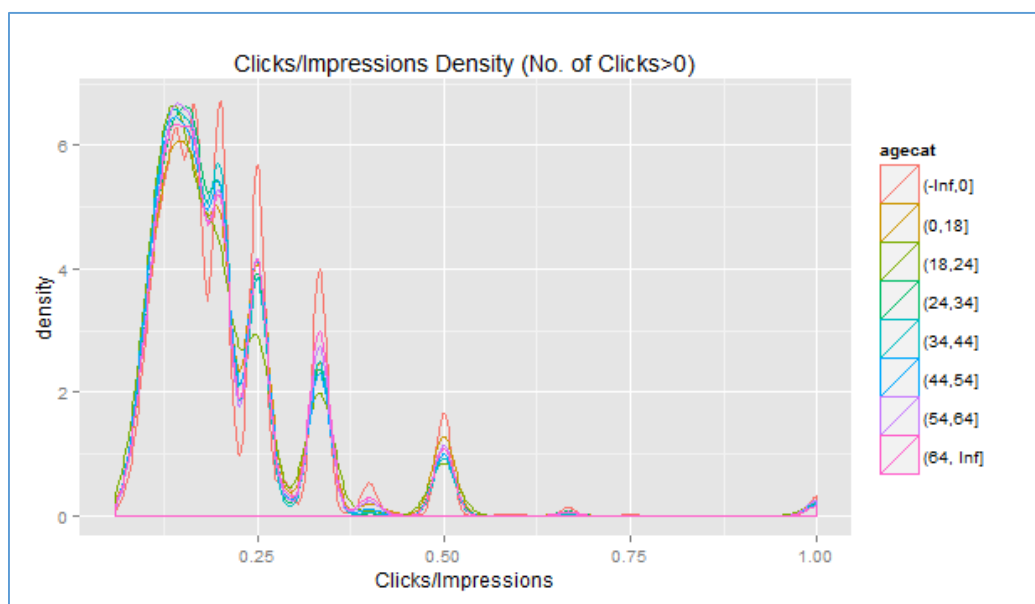 Clicks/Impressions Density (No. of Clicks>0)
6
4
2
0
density
0.25
0.50
0.75
1.00
Clicks/Impressions
agecat
(-Inf,0]
(0,18]
(18,24]
(24,34]
(34,44]
(44,54]
(54,64]
(64, Inf]